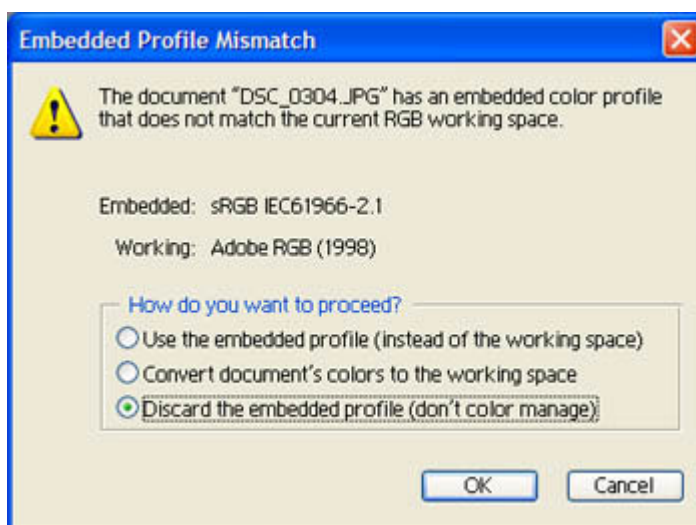 Embedded Profile Mismatch
The document "DSC_0304.JPG" has an embedded color profile
that does not match the current RGB working space.
Embedded: sRGB IEC61966-2.1
Working: Adobe RGB (1998)
How do you want to proceed?
Use the embedded profile (instead of the working space)
Convert document's colors to the working space
Discard the embedded profile (don't color manage)
OK Cancel